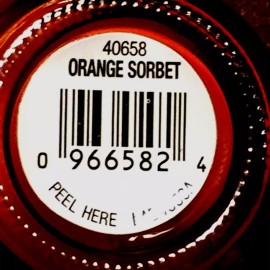 40658
ORANGE SORBET
0 966582 4
PEEL HERE